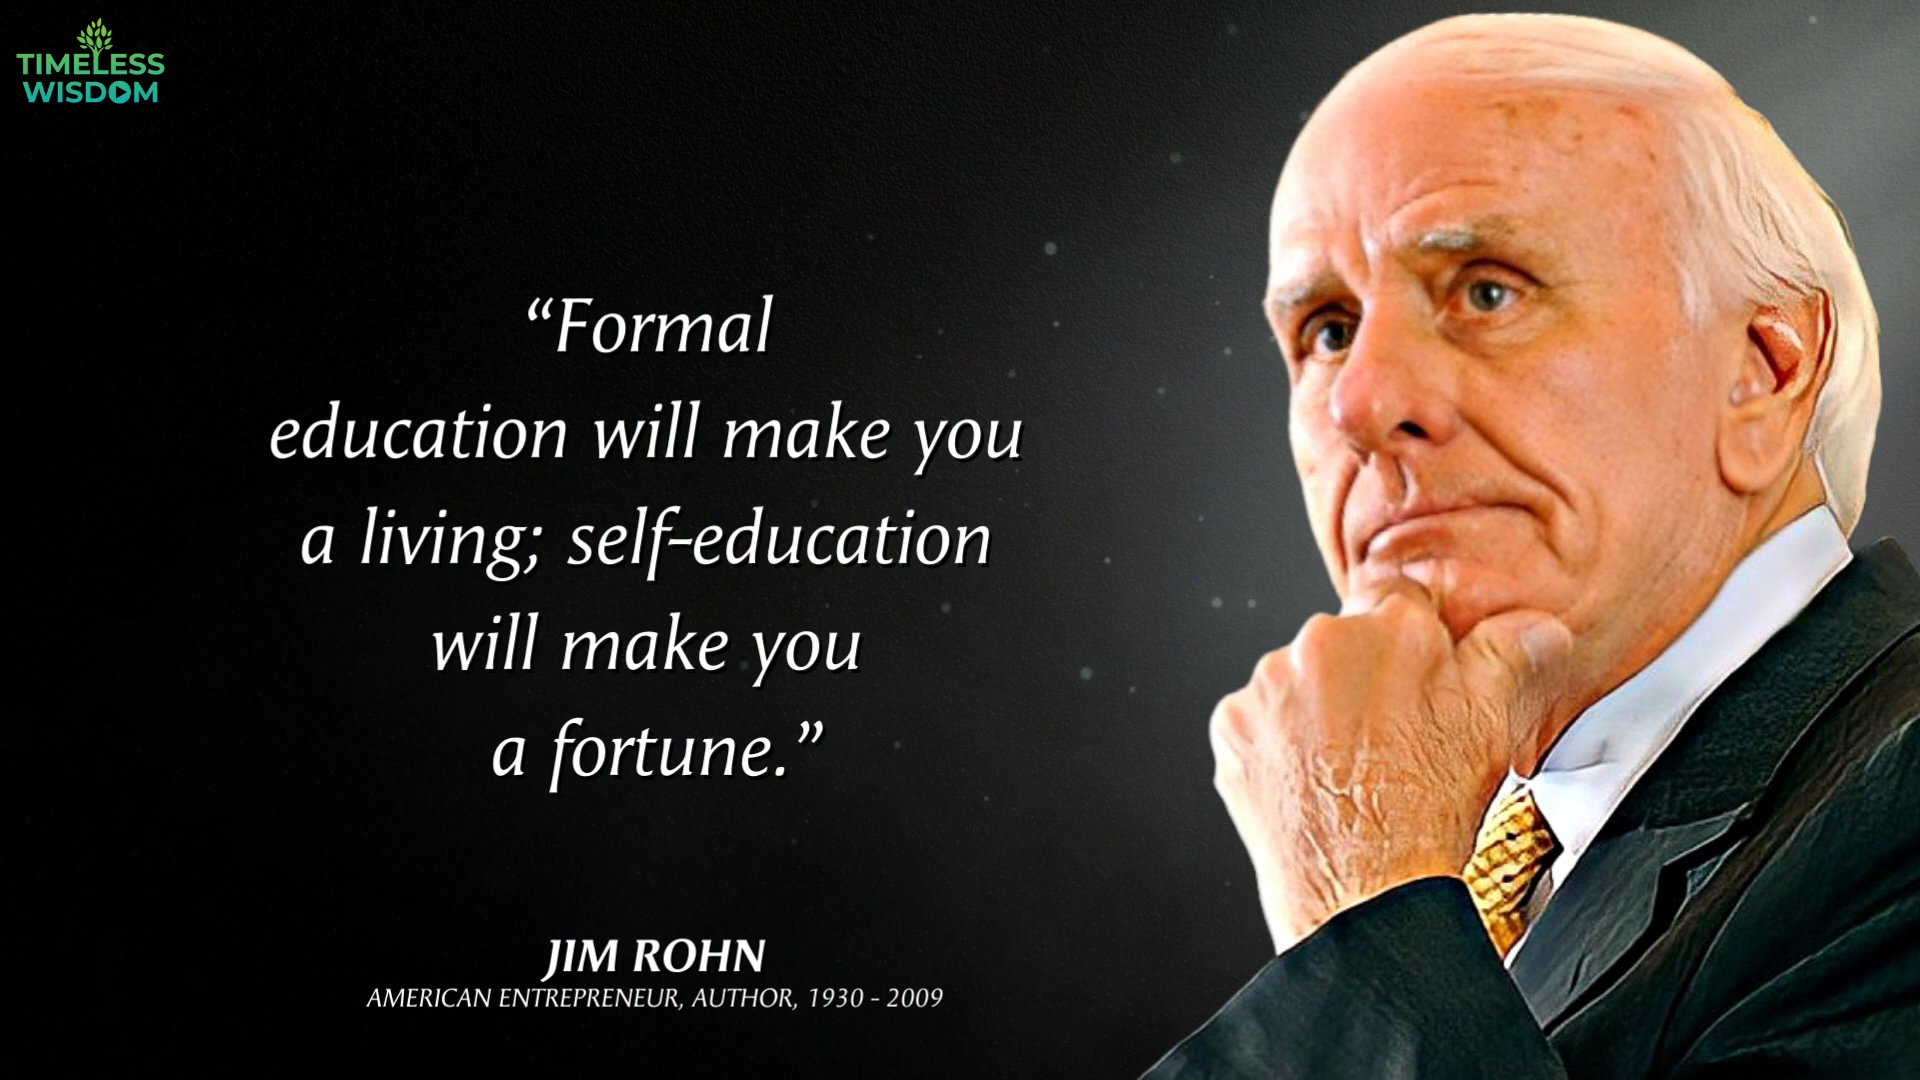 TIMELESS
WISDOM
“Formal
education will make you
a living; self-education
will make you
a fortune.”
JIM ROHN
AMERICAN ENTREPRENEUR, AUTHOR, 1930 - 2009